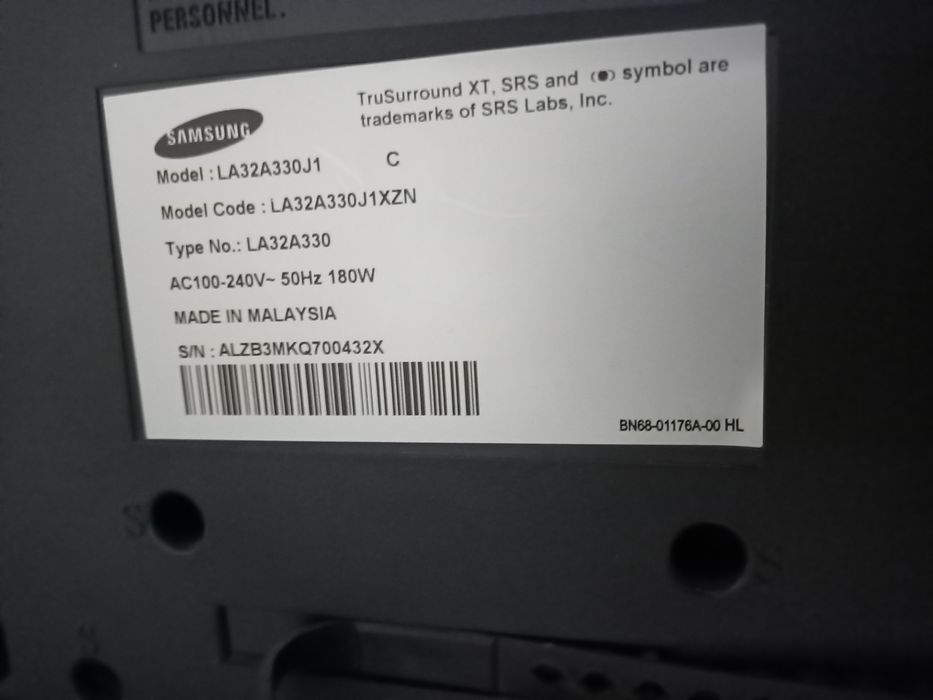 PERSONNEL.
TruSurround XT, SRS and (●) symbol are
trademarks of SRS Labs, Inc.
SAMSUNG
Model : LA32A330J1 C
Model Code : LA32A330J1XZN
Type No.: LA32A330
AC100-240V~ 50Hz 180W
MADE IN MALAYSIA
S/N : ALZB3MKQ700432X
BN68-01176A-00 HL
S
S
S